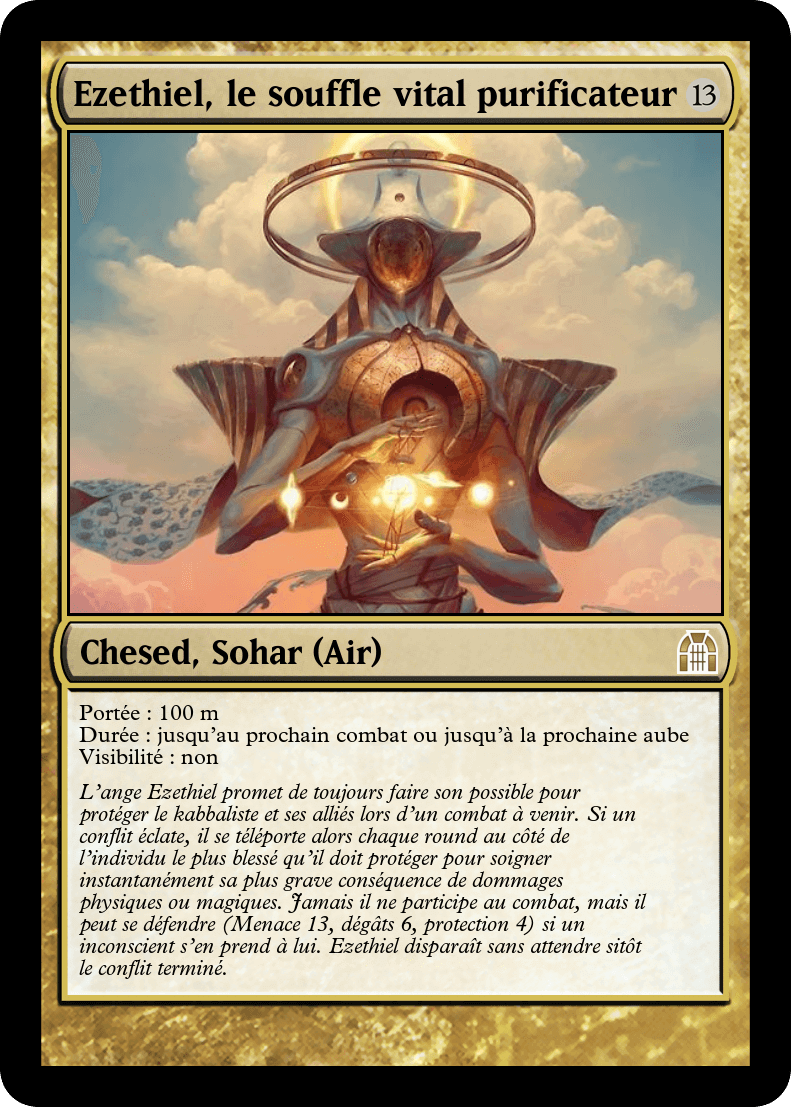 Ezethiel, le souffle vital purificateur 13
Chesed, Sohar (Air)
Portée : 100 m
Durée : jusqu'au prochain combat ou jusqu'à la prochaine aube
Visibilité : non
L'ange Ezethiel promet de toujours faire son possible pour
protéger le kabbaliste et ses alliés lors d'un combat à venir. Si un
conflit éclate, il se téléporte alors chaque round au côté de
l'individu le plus blessé qu'il doit protéger pour soigner
instantanément sa plus grave conséquence de dommages
physiques ou magiques. Jamais il ne participe au combat, mais il
peut se défendre (Menace 13, dégâts 6, protection 4) si un
inconscient s'en prend à lui. Ezethiel disparaît sans attendre sitôt
le conflit terminé.